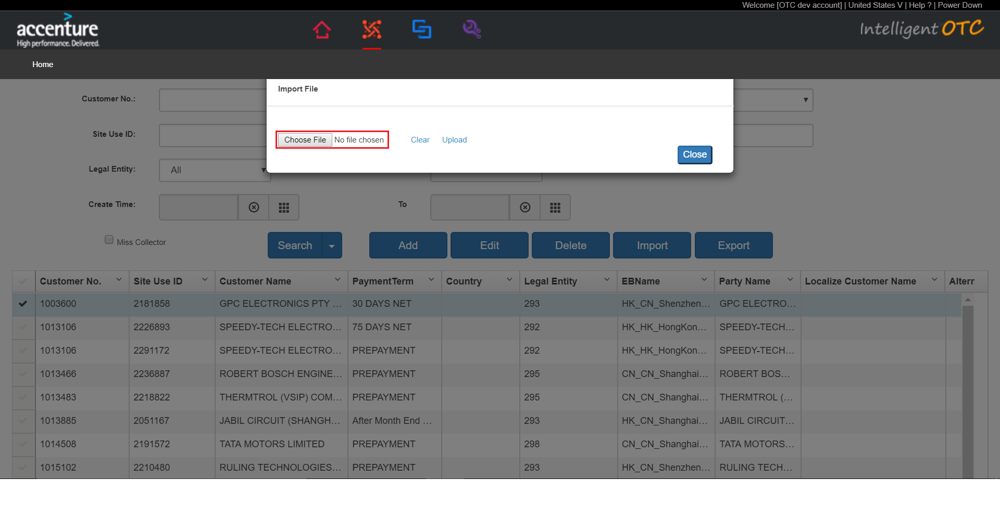 Welcome [OTC dev account] | United States V | Help ? | Power Down
accenture
High performance. Delivered.
Intelligent OTC
Home
Import File
Customer No.:
Site Use ID:
Choose File No file chosen Clear Upload
Close
Legal Entity: All
Create Time: To
Miss Collector Search Add Edit Delete Import Export
Customer No. Site Use ID Customer Name PaymentTerm Country Legal Entity EBName Party Name Localize Customer Name Altern
1003600 2181858 GPC ELECTRONICS PTY ... 30 DAYS NET 293 HK_CN_Shenzhen... GPC ELECTRO...
1013106 2226893 SPEEDY-TECH ELECTRO... 75 DAYS NET 292 HK_HK_HongKon... SPEEDY-TECH...
1013106 2291172 SPEEDY-TECH ELECTRO... PREPAYMENT 292 HK_HK_HongKon... SPEEDY-TECH...
1013466 2236887 ROBERT BOSCH ENGINE... PREPAYMENT 295 CN_CN_Shanghai... ROBERT BOS...
1013483 2218822 THERMTROL (VSIP) COM... PREPAYMENT 295 CN_CN_Shanghai... THERMTROL (...
1013885 2051167 JABIL CIRCUIT (SHANGH... After Month End ... 293 HK_CN_Shanghai... JABIL CIRCUIT...
1014508 2191572 TATA MOTORS LIMITED PREPAYMENT 298 CN_CN_Shanghai... TATA MOTORS...
1015102 2210480 RULING TECHNOLOGIES... PREPAYMENT 293 HK_CN_Shenzhen... RULING TECH...